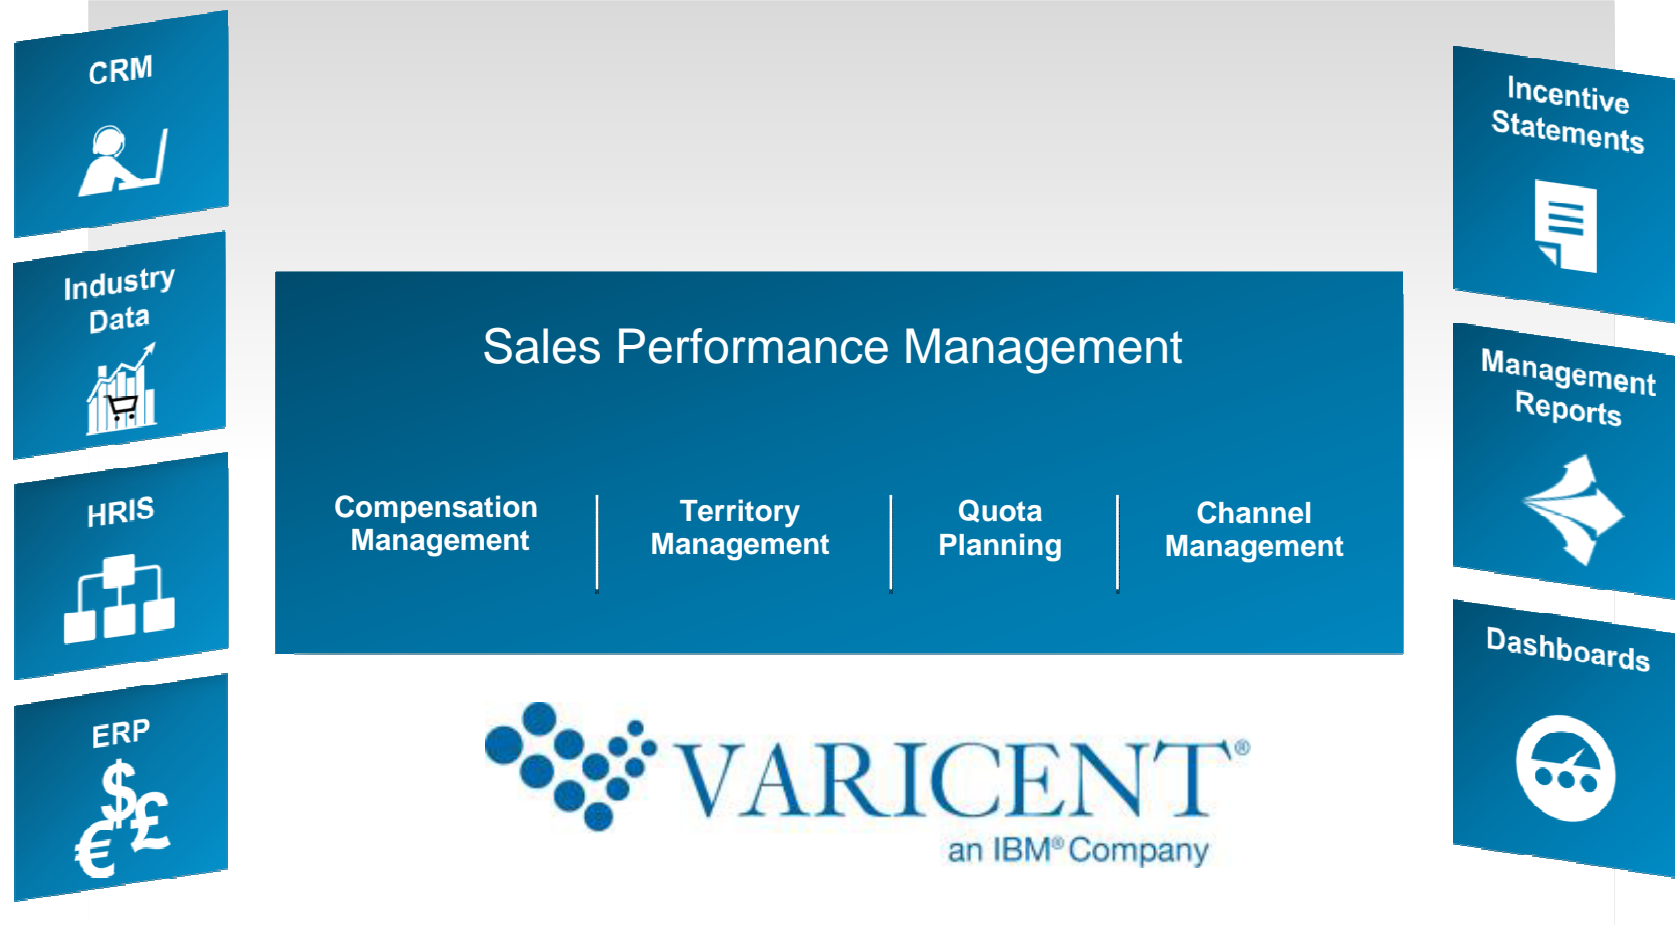 CRM
Industry
Data
HRIS
ERP
$
£
€
Sales Performance Management
Compensation
Management
Territory
Management
Quota
Planning
Channel
Management
VARICENT®
an IBM® Company
Incentive
Statements
Management
Reports
Dashboards